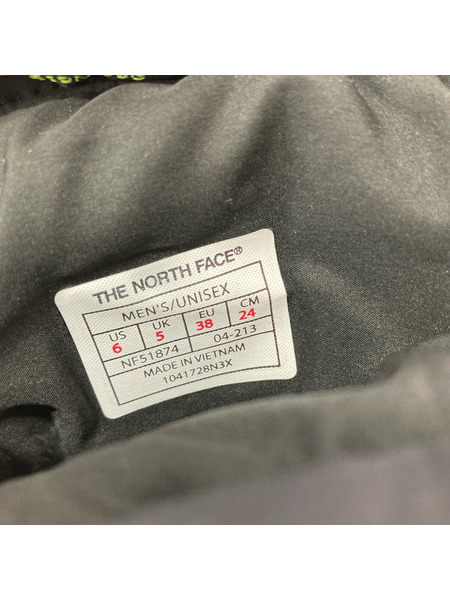 THE NORTH FACE®
MEN'S/UNISEX
US UK EU CM
6 5 38 24
NF51874 04-213
MADE IN VIETNAM
1041728N3X